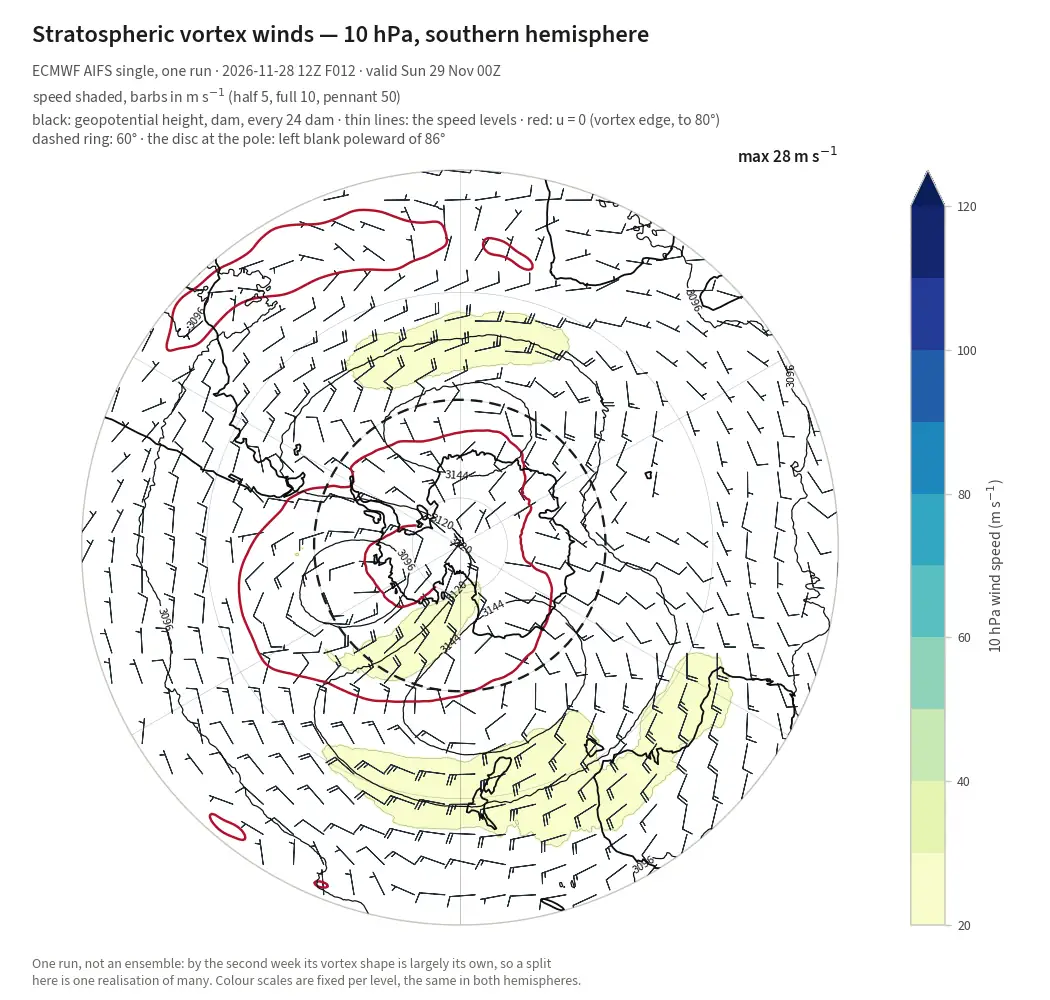 Stratospheric vortex winds — 10 hPa, southern hemisphere
ECMWF AIFS single, one run · 2026-11-28 12Z F012 · valid Sun 29 Nov 00Z
speed shaded, barbs in m s⁻¹ (half 5, full 10, pennant 50)
black: geopotential height, dam, every 24 dam · thin lines: the speed levels · red: u = 0 (vortex edge, to 80°)
dashed ring: 60° · the disc at the pole: left blank poleward of 86°
max 28 m s⁻¹
120
100
80
60
40
20
10 hPa wind speed (m s⁻¹)
3096
3096
3096
3144
3120
3096
3120
3144
3096
3144
3096
One run, not an ensemble: by the second week its vortex shape is largely its own, so a split
here is one realisation of many. Colour scales are fixed per level, the same in both hemispheres.